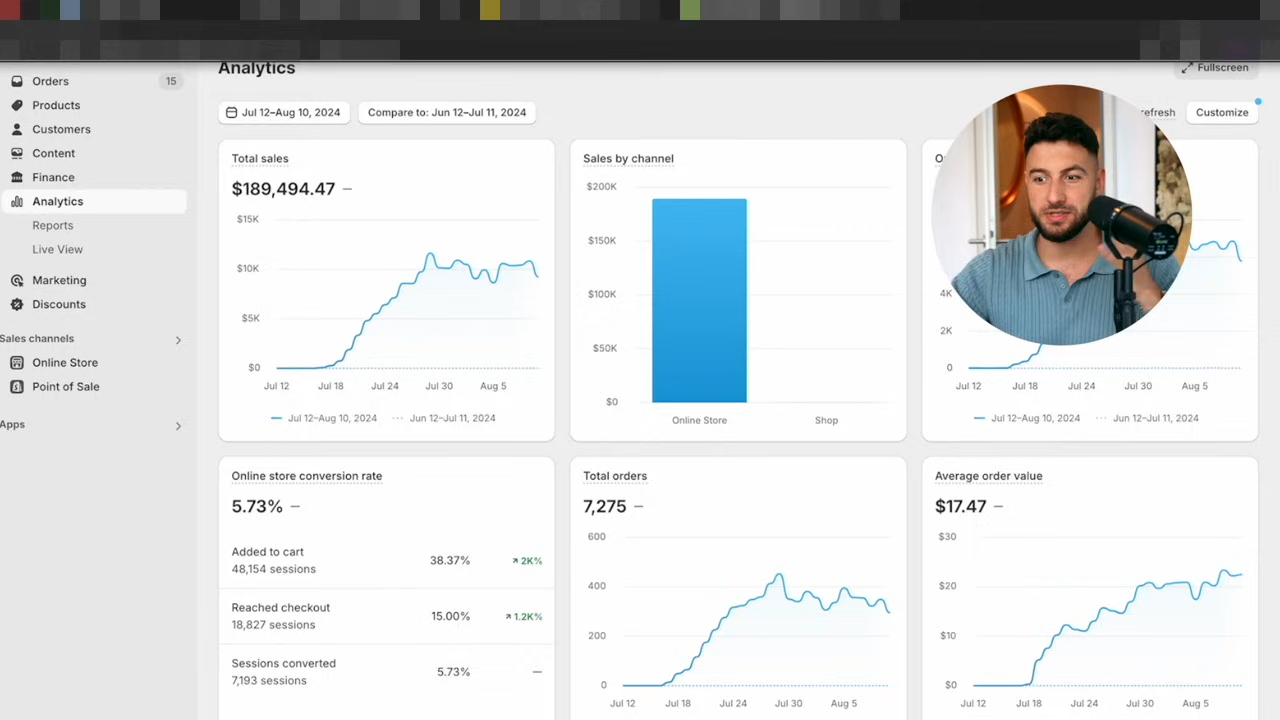 Analytics
Fullscreen
Orders 15
Products
Customers
Content
Finance
Analytics
Reports
Live View
Marketing
Discounts
Sales channels
Online Store
Point of Sale
Apps
Jul 12–Aug 10, 2024
Compare to: Jun 12–Jul 11, 2024
refresh
Customize
Total sales
$189,494.47 –
$15K
$10K
$5K
$0
Jul 12 Jul 18 Jul 24 Jul 30 Aug 5
Jul 12–Aug 10, 2024 Jun 12–Jul 11, 2024
Sales by channel
$200K
$150K
$100K
$50K
$0
Online Store Shop
4K
2K
0
Jul 12 Jul 18 Jul 24 Jul 30 Aug 5
Jul 12–Aug 10, 2024 Jun 12–Jul 11, 2024
Online store conversion rate
5.73% –
Added to cart
48,154 sessions
38.37% ↗ 2K%
Reached checkout
18,827 sessions
15.00% ↗ 1.2K%
Sessions converted
7,193 sessions
5.73% –
Total orders
7,275 –
600
400
200
0
Jul 12 Jul 18 Jul 24 Jul 30 Aug 5
Average order value
$17.47 –
$30
$20
$10
$0
Jul 12 Jul 18 Jul 24 Jul 30 Aug 5